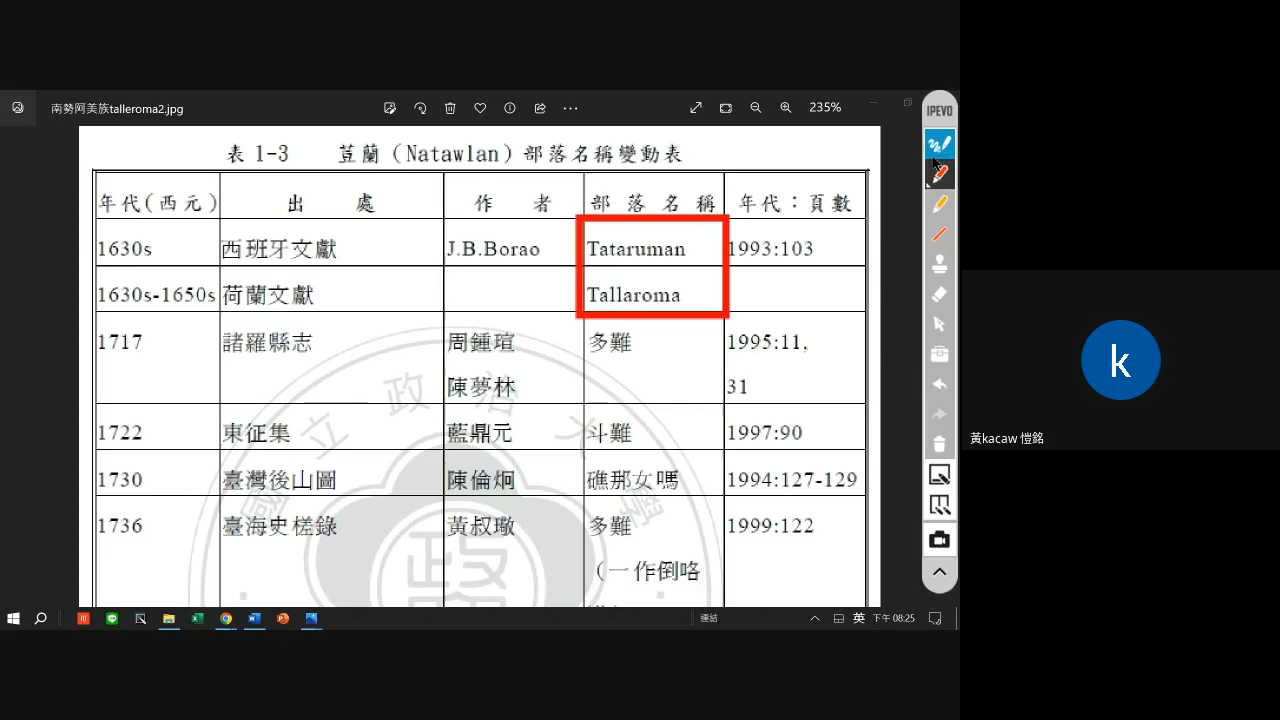 南勢阿美族talleroma2.jpg
235%
IPEVO
表 1-3 荳蘭（Natawlan）部落名稱變動表
年代(西元) 出處 作者 部落名稱 年代：頁數
1630s 西班牙文獻 J.B.Borao Tataruman 1993:103
1630s-1650s 荷蘭文獻 Tallaroma
1717 諸羅縣志 周鍾瑄 多難 1995:11,
陳夢林 31
1722 東征集 藍鼎元 斗難 1997:90
1730 臺灣後山圖 陳倫炯 礁那女嗎 1994:127-129
1736 臺海史槎錄 黃叔璥 多難 1999:122
（一作倒咯
國立政治大學
政
k
黃kacaw 愷銘
連結
英
下午 08:25